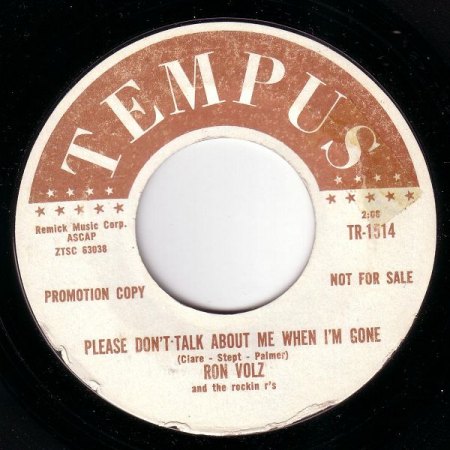 TEMPUS
Remick Music Corp.
ASCAP
ZTSC 63038
2:08
TR-1514
PROMOTION COPY
NOT FOR SALE
PLEASE DON'T TALK ABOUT ME WHEN I'M GONE
(Clare - Stept - Palmer)
RON VOLZ
and the rockin r's